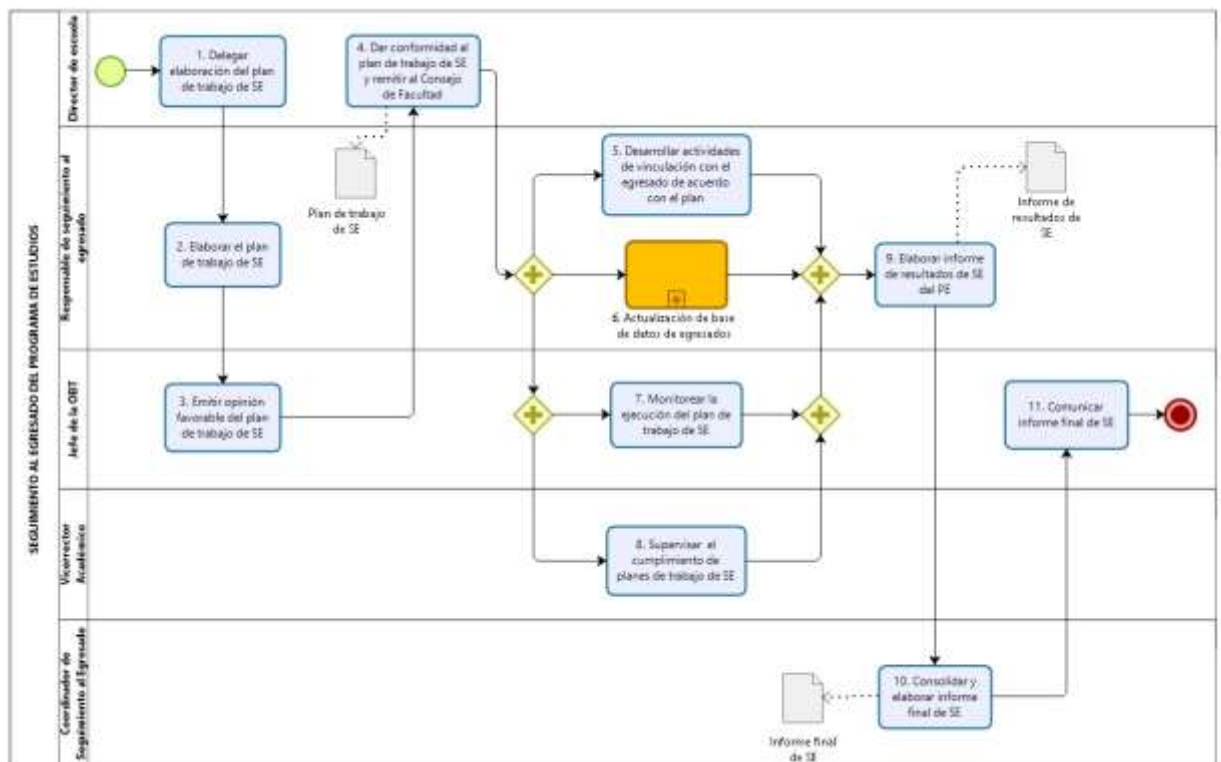 SEGUIMIENTO AL EGRESADO DEL PROGRAMA DE ESTUDIOS
Director de escuela
1. Delegar
elaboración del plan
de trabajo de SE
4. Dar conformidad al
plan de trabajo de SE
y remitir al Consejo
de Facultad
Responsable de seguimiento al
egresado
Plan de trabajo
de SE
2. Elaborar el plan
de trabajo de SE
5. Desarrollar actividades
de vinculación con el
egresado de acuerdo
con el plan
6. Actualización de base
de datos de egresados
9. Elaborar informe
de resultados de SE
del PE
Informe de
resultados de
SE
Jefe de la OBT
3. Emitir opinión
favorable del plan
de trabajo de SE
7. Monitorear la
ejecución del plan de
trabajo de SE
11. Comunicar
informe final de SE
Vicerrector
Académico
8. Supervisar el
cumplimiento de
planes de trabajo de SE
Coordinador de
Seguimiento al Egresado
10. Consolidar y
elaborar informe
final de SE
Informe final
de SE